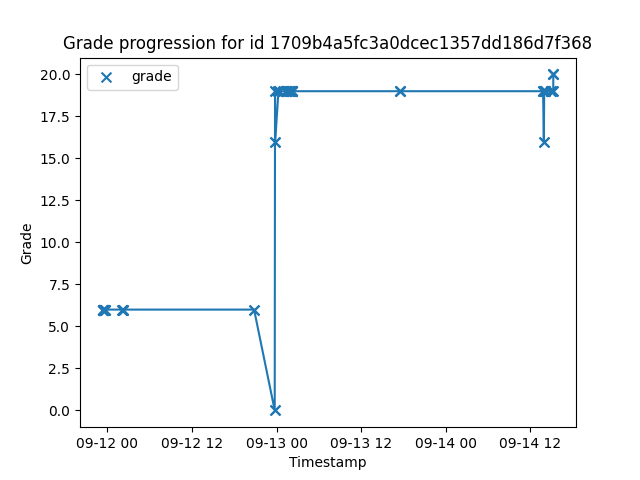 Grade progression for id 1709b4a5fc3a0dcec1357dd186d7f368
grade
20.0
17.5
15.0
12.5
10.0
7.5
5.0
2.5
0.0
Grade
09-12 00 09-12 12 09-13 00 09-13 12 09-14 00 09-14 12
Timestamp